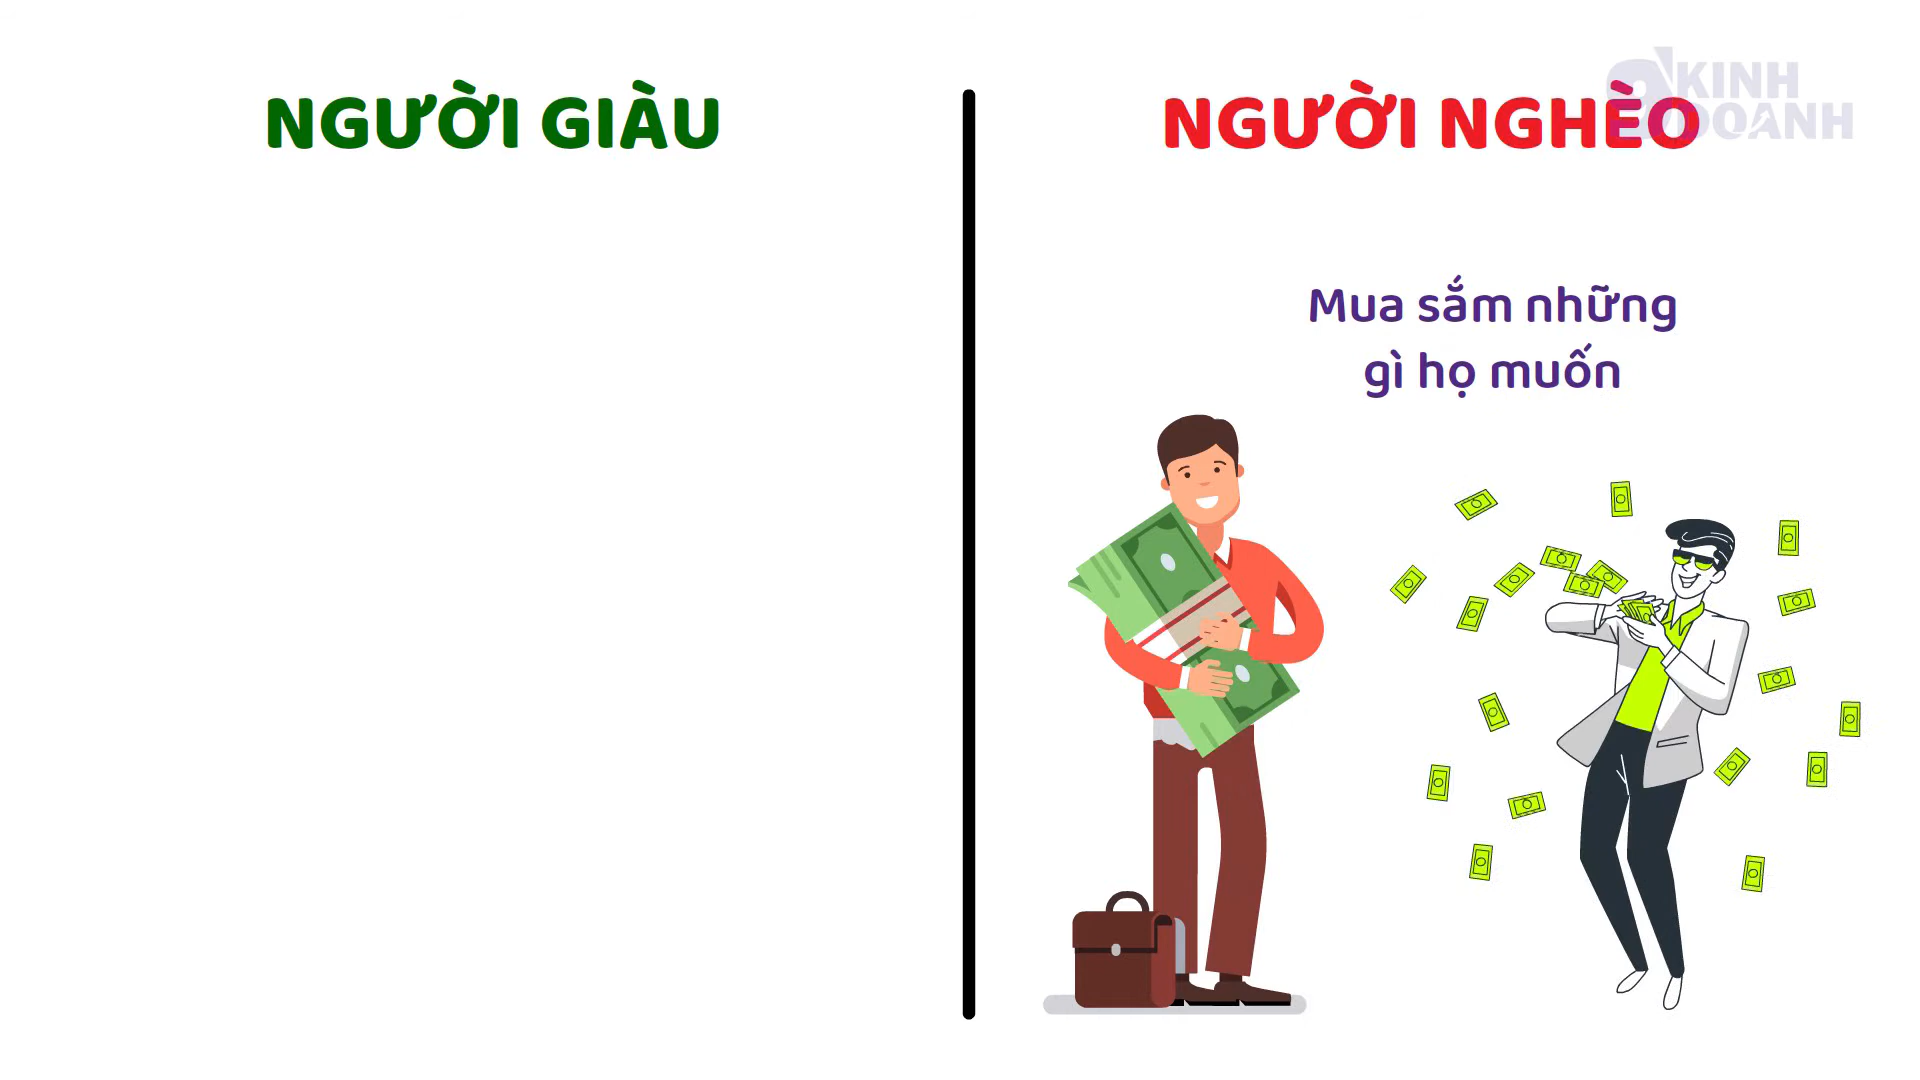 NGƯỜI GIÀU
NGƯỜI NGHÈO
KINH
DOANH
Mua sắm những
gì họ muốn